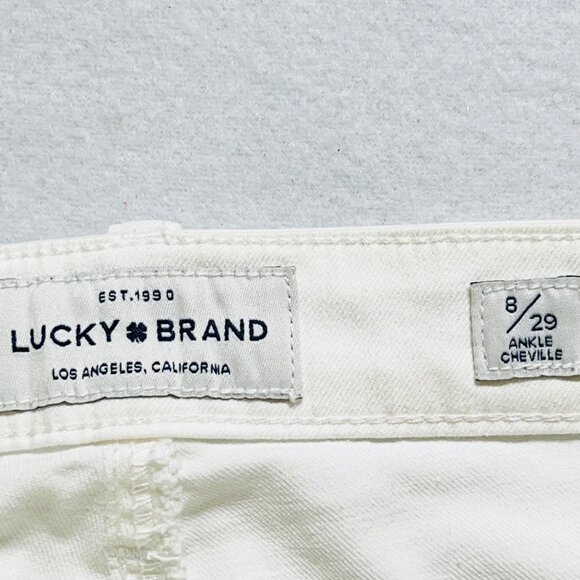 EST.1990
LUCKY BRAND
LOS ANGELES, CALIFORNIA
8/29
ANKLE
CHEVILLE